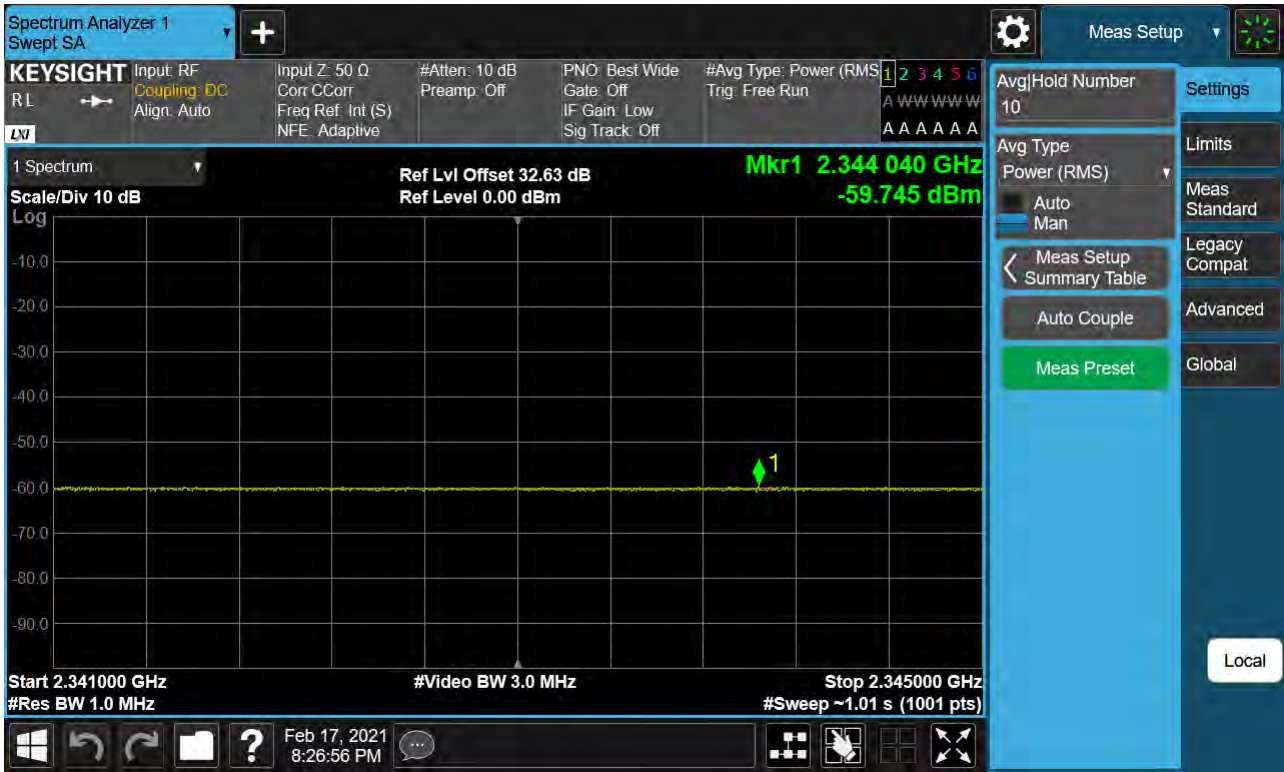 Spectrum Analyzer 1
Swept SA
+
Meas Setup
KEYSIGHT
RL
LXI
Input: RF
Coupling: DC
Align: Auto
Input Z: 50 Ω
Corr CCorr
Freq Ref: Int (S)
NFE: Adaptive
#Atten: 10 dB
Preamp: Off
PNO: Best Wide
Gate: Off
IF Gain: Low
Sig Track: Off
#Avg Type: Power (RMS
Trig: Free Run
1 2 3 4 5 6
A W W W W W
A A A A A A
1 Spectrum
Scale/Div 10 dB
Log
Ref Lvl Offset 32.63 dB
Ref Level 0.00 dBm
Mkr1 2.344 040 GHz
-59.745 dBm
-10.0
-20.0
-30.0
-40.0
-50.0
1
-60.0
-70.0
-80.0
-90.0
Start 2.341000 GHz
#Res BW 1.0 MHz
#Video BW 3.0 MHz
Stop 2.345000 GHz
#Sweep ~1.01 s (1001 pts)
Avg|Hold Number
10
Avg Type
Power (RMS)
Auto
Man
Meas Setup
Summary Table
Auto Couple
Meas Preset
Settings
Limits
Meas
Standard
Legacy
Compat
Advanced
Global
Local
?
Feb 17, 2021
8:26:56 PM